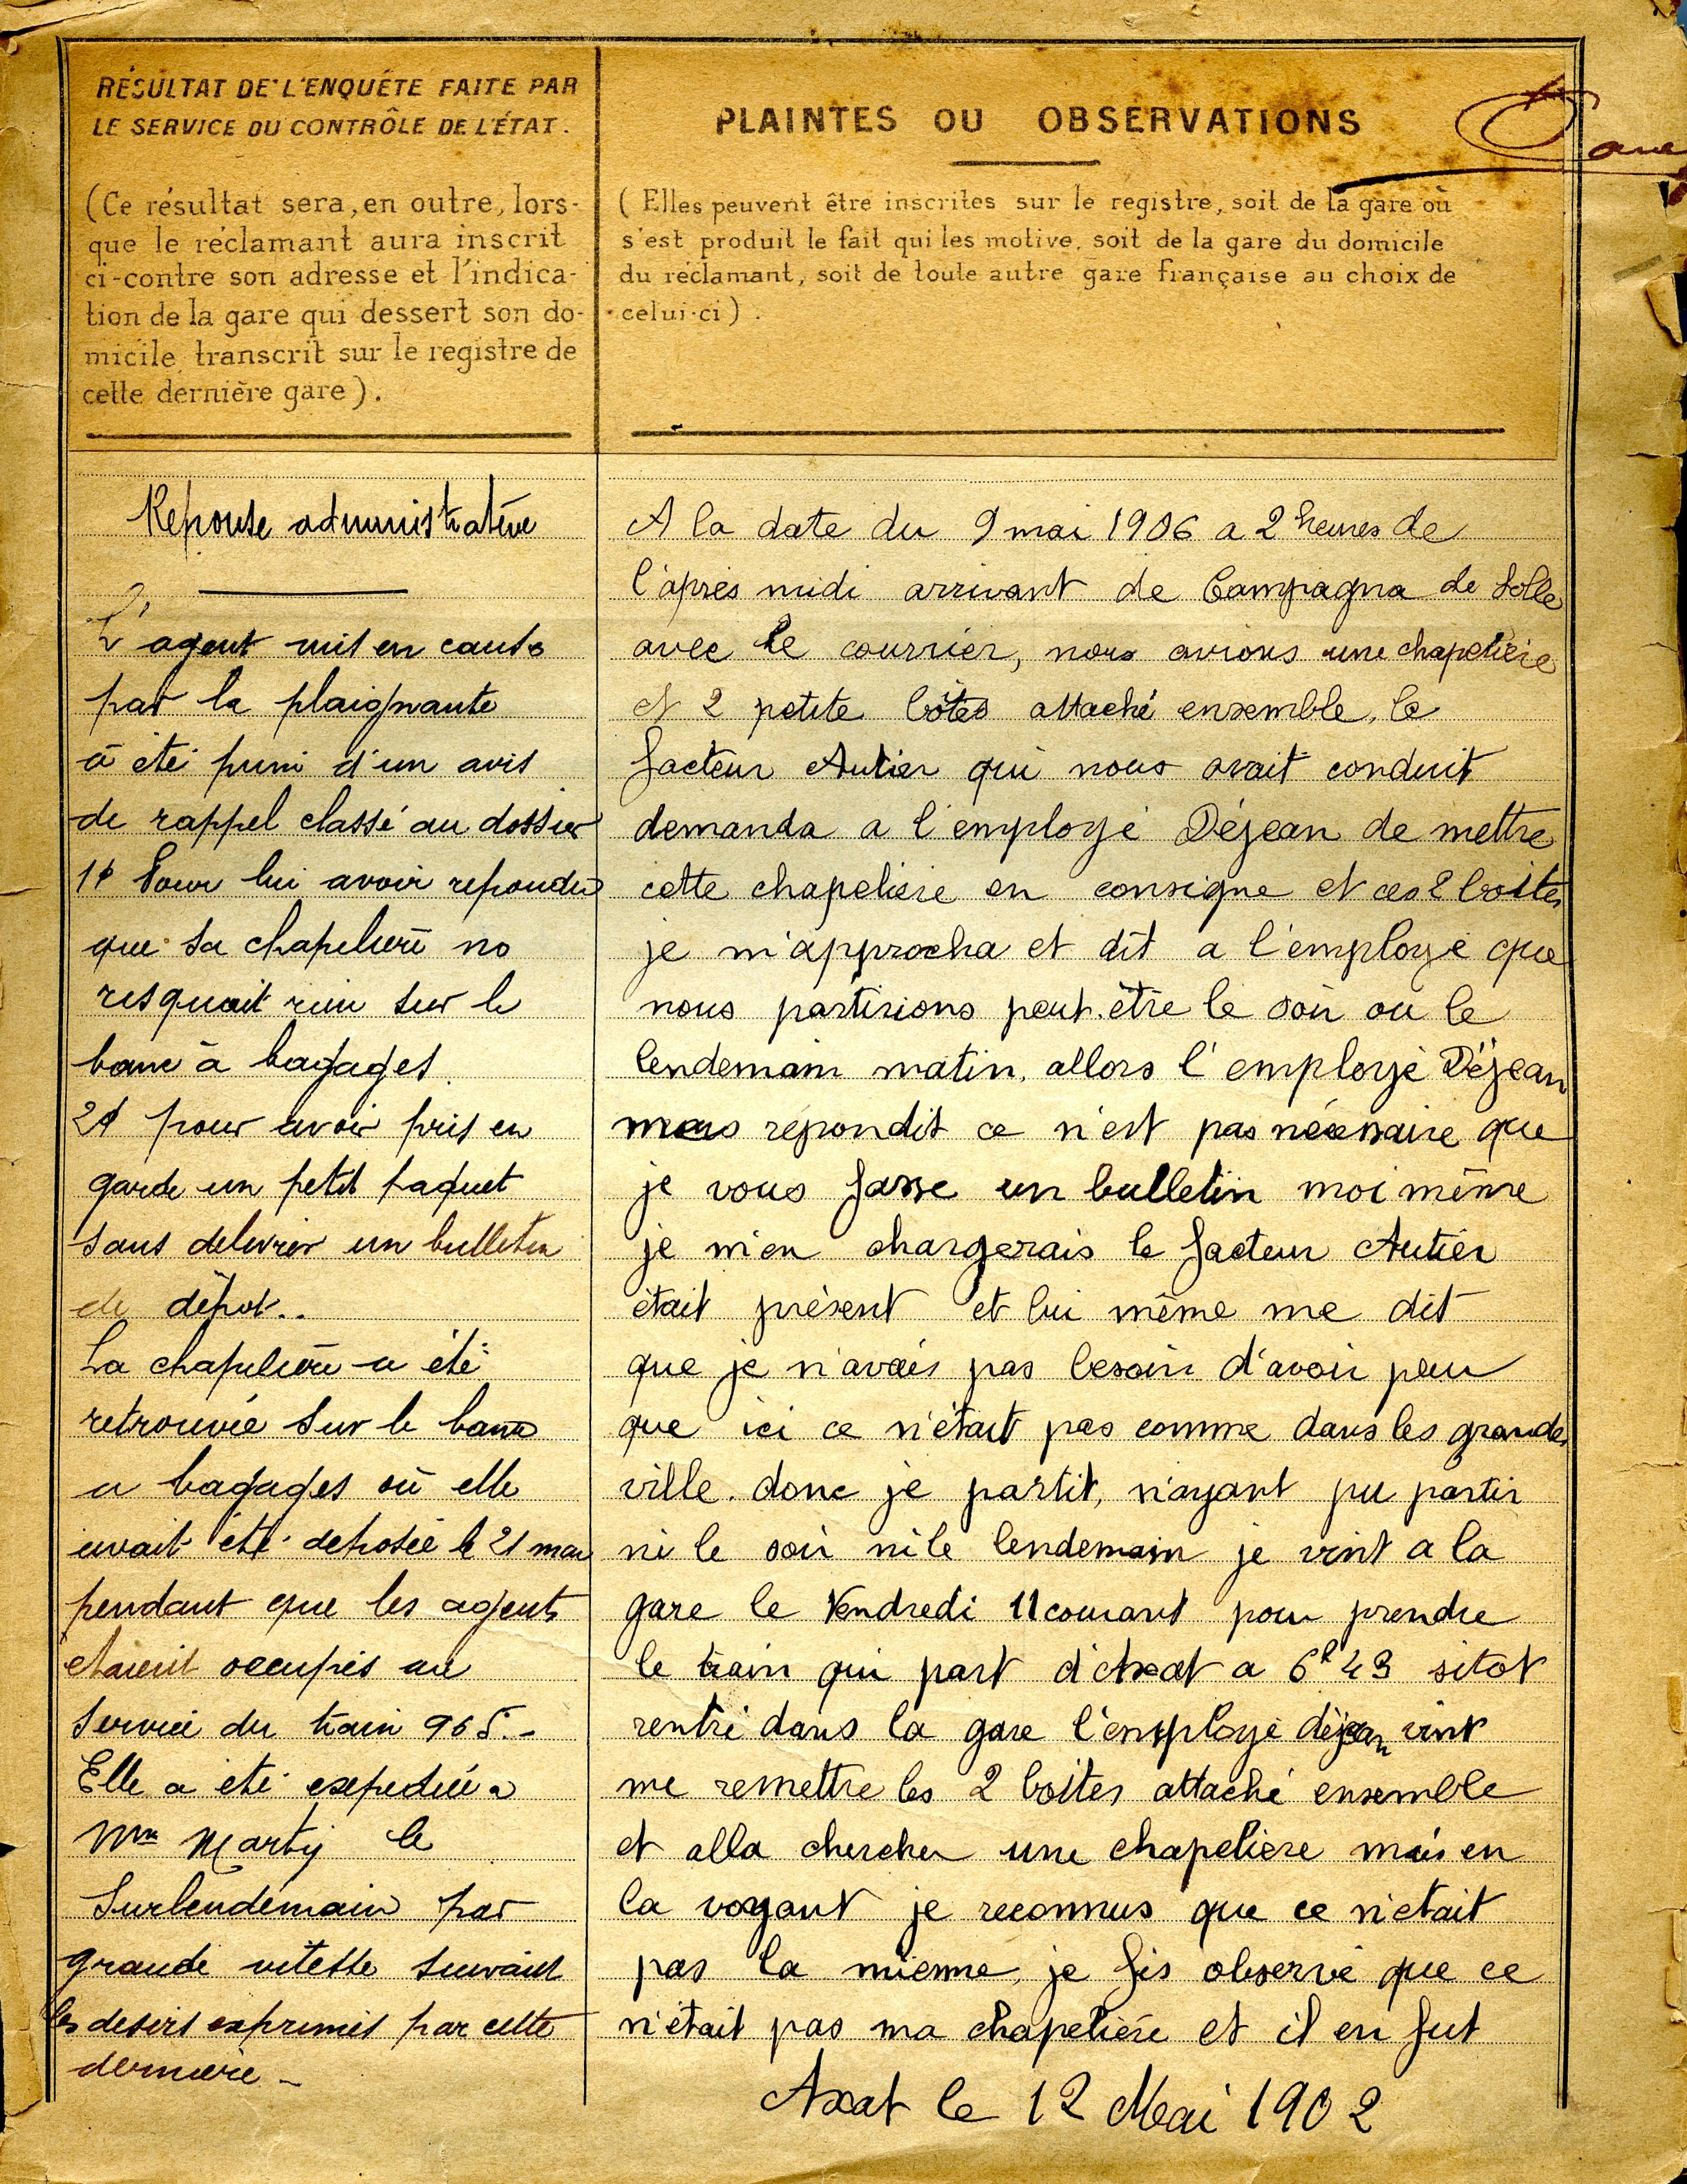 RÉSULTAT DE L'ENQUÊTE FAITE PAR
LE SERVICE DU CONTRÔLE DE L'ÉTAT.
(Ce résultat sera, en outre, lors-
que le réclamant aura inscrit
ci-contre son adresse et l'indica-
tion de la gare qui dessert son do-
micile, transcrit sur le registre de
cette dernière gare).
Reponse administrative
L'agent mis en cause
par la plaignante
à été puni d'un avis
de rappel classé au dossier
1° Pour lui avoir repondu
que sa chapeliere ne
risquait rien sur le
banc à bagages.
2° pour avoir pris en
garde un petit paquet
sans delivrer un bulletin
de dépot..
La chapelière a été
retrouvée sur le banc
a bagages où elle
avait été deposée le 21 mai
pendant que les agents
etaient occupés au
service du train 965.-
Elle a été expediée a
Mme Marty le
Surlendemain par
grande vitesse suivant
les desirs exprimés par cette
derniere -
PLAINTES OU OBSERVATIONS
(Elles peuvent être inscrites sur le registre, soit de la gare où
s'est produit le fait qui les motive, soit de la gare du domicile
du réclamant, soit de toute autre gare française au choix de
celui-ci).
A la date du 9 mai 1906 a 2 heures de
l'après midi arrivant de Campagna de
avec le courrier, nous avions une chapeliere
et 2 petite bôites attaché ensemble, le
facteur Autier qui nous avait conduit
demanda a l'employé Déjean de mettre
cette chapeliere en consigne et ces 2 boites
je m'approcha et dit a l'employé que
nous partirions peut-être le soir ou le
lendemain matin, allors l'employé Déjean
repondit ce n'est pas nécessaire que
je vous fasse un bulletin moi même
je m'en chargerais le facteur Autier
était présent et lui même me dit
que je n'avais pas besoin d'avoir peur
que ici ce n'était pas comme dans les grandes
ville. donc je partit, n'ayant pu partir
ni le soir ni le lendemain je vint a la
gare le Vendredi 11 courant pour prendre
le train qui part d'Axat a 6h 43 sitot
rentré dans la gare l'employé déjean vint
me remettre les 2 boîtes attaché ensemble
et alla chercher une chapeliere mais en
la voyant je reconnus que ce n'etait
pas la mienne, je fis observé que ce
n'était pas ma chapelière et il en fut
Axat le 12 Mai 1902